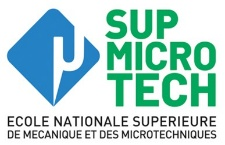 µ
SUP
MICRO
TECH
ECOLE NATIONALE SUPERIEURE
DE MECANIQUE ET DES MICROTECHNIQUES